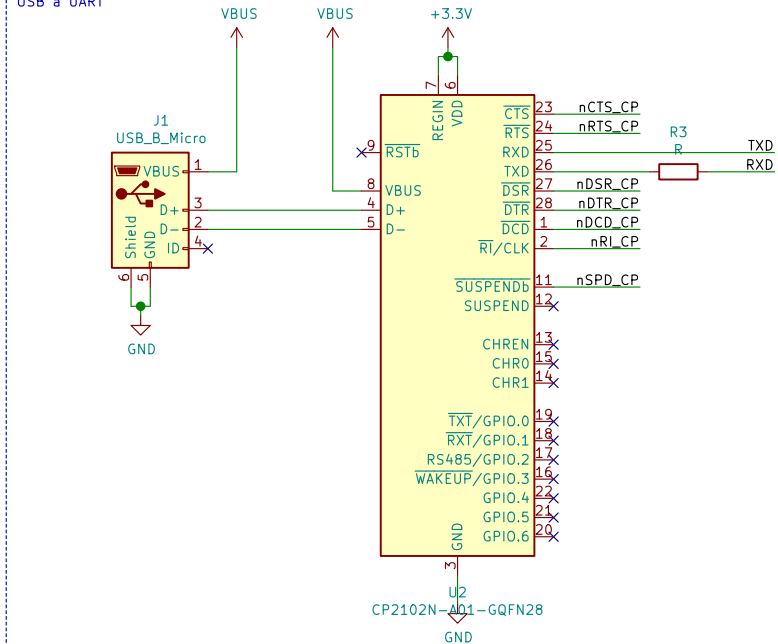 USB a UART
VBUS
VBUS
+3.3V
J1
USB_B_Micro
VBUS 1
D+ 3
D- 2
ID 4
Shield
GND
6
5
GND
7
6
REGIN
VDD
9 RSTb
8 VBUS
4 D+
5 D-
CTS 23 nCTS_CP
RTS 24 nRTS_CP
RXD 25 TXD
TXD 26 RXD
R3
R
DSR 27 nDSR_CP
DTR 28 nDTR_CP
DCD 1 nDCD_CP
RI/CLK 2 nRI_CP
SUSPENDb 11 nSPD_CP
SUSPEND 12
CHREN 13
CHR0 15
CHR1 14
TXT/GPIO.0 19
RXT/GPIO.1 18
RS485/GPIO.2 17
WAKEUP/GPIO.3 16
GPIO.4 22
GPIO.5 21
GPIO.6 20
GND
3
U2
CP2102N-A01-GQFN28
GND